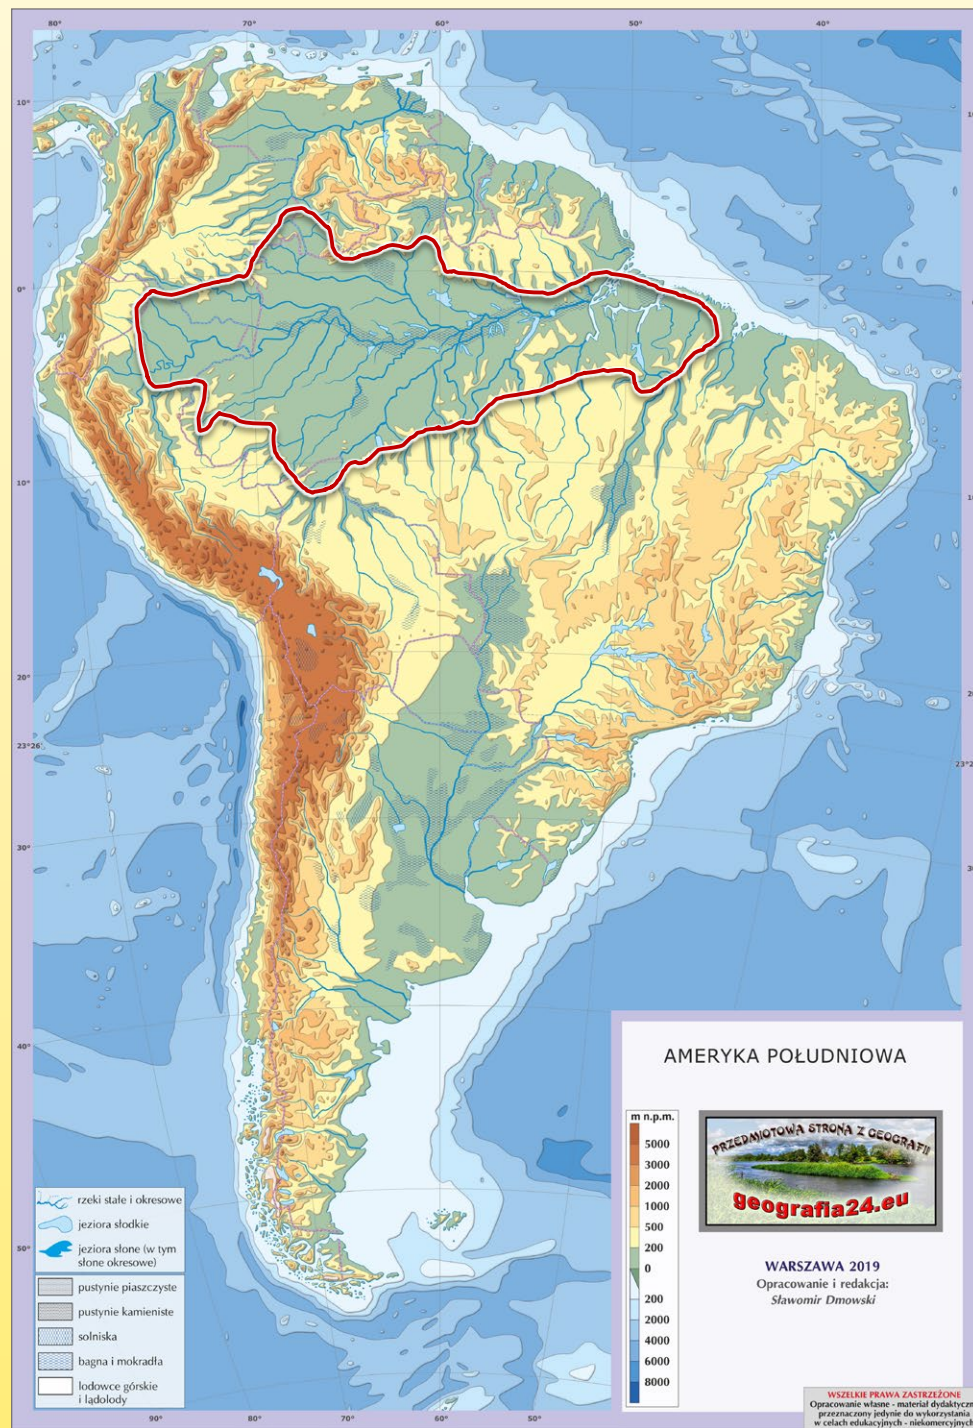 80°
70°
60°
50°
40°
10°
0°
10°
20°
23°26'
30°
40°
50°
90°
80°
70°
60°
50°
AMERYKA POŁUDNIOWA
m n.p.m.
5000
3000
2000
1000
500
200
0
200
2000
4000
6000
8000
PRZEDMIOTOWA STRONA Z GEOGRAFII
geografia24.eu
WARSZAWA 2019
Opracowanie i redakcja:
Sławomir Dmowski
rzeki stałe i okresowe
jeziora słodkie
jeziora słone (w tym
słone okresowe)
pustynie piaszczyste
pustynie kamieniste
solniska
bagna i mokradła
lodowce górskie
i lądolody
WSZELKIE PRAWA ZASTRZEŻONE
Opracowanie własne - materiał dydaktyczny
przeznaczony jedynie do wykorzystania
w celach edukacyjnych - niekomercyjnych